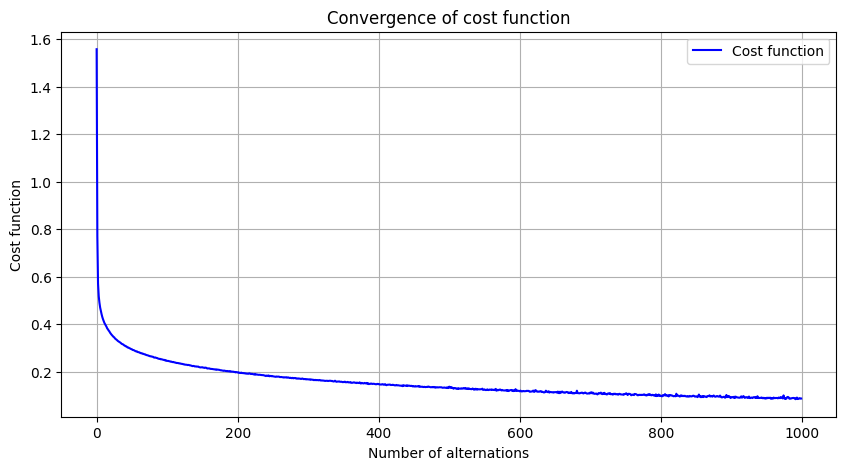 Convergence of cost function
Cost function
1.6
1.4
1.2
1.0
0.8
0.6
0.4
0.2
Cost function
0 200 400 600 800 1000
Number of alternations